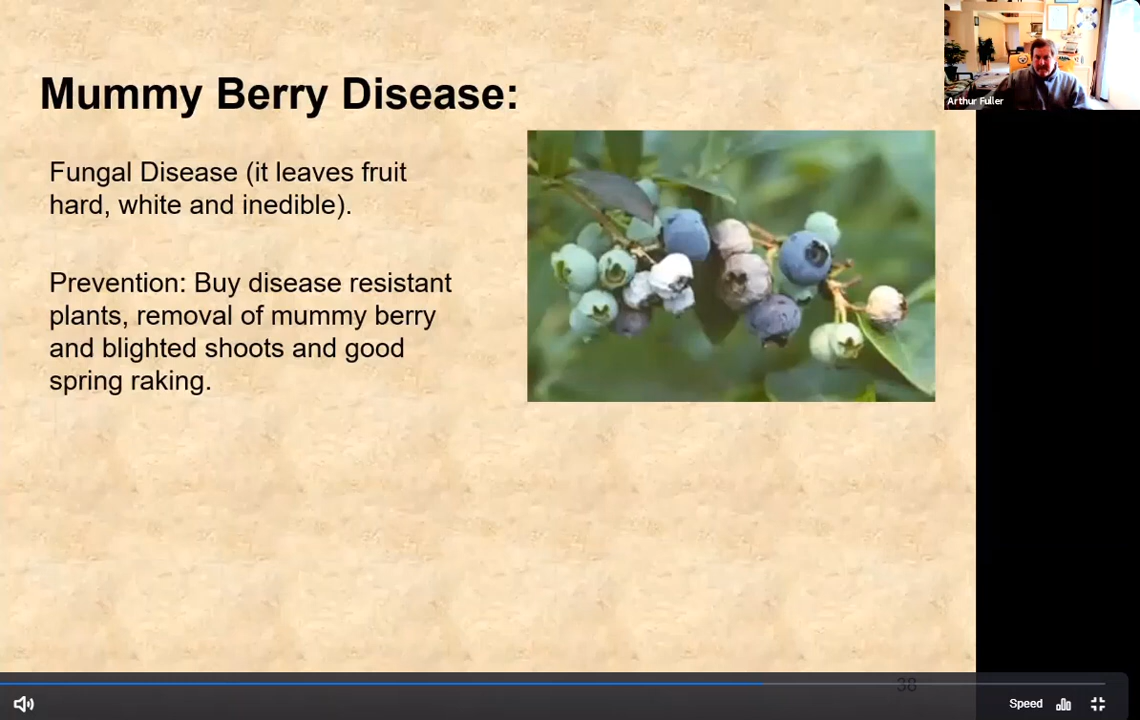 Arthur Fuller
Mummy Berry Disease:
Fungal Disease (it leaves fruit
hard, white and inedible).
Prevention: Buy disease resistant
plants, removal of mummy berry
and blighted shoots and good
spring raking.
38
Speed